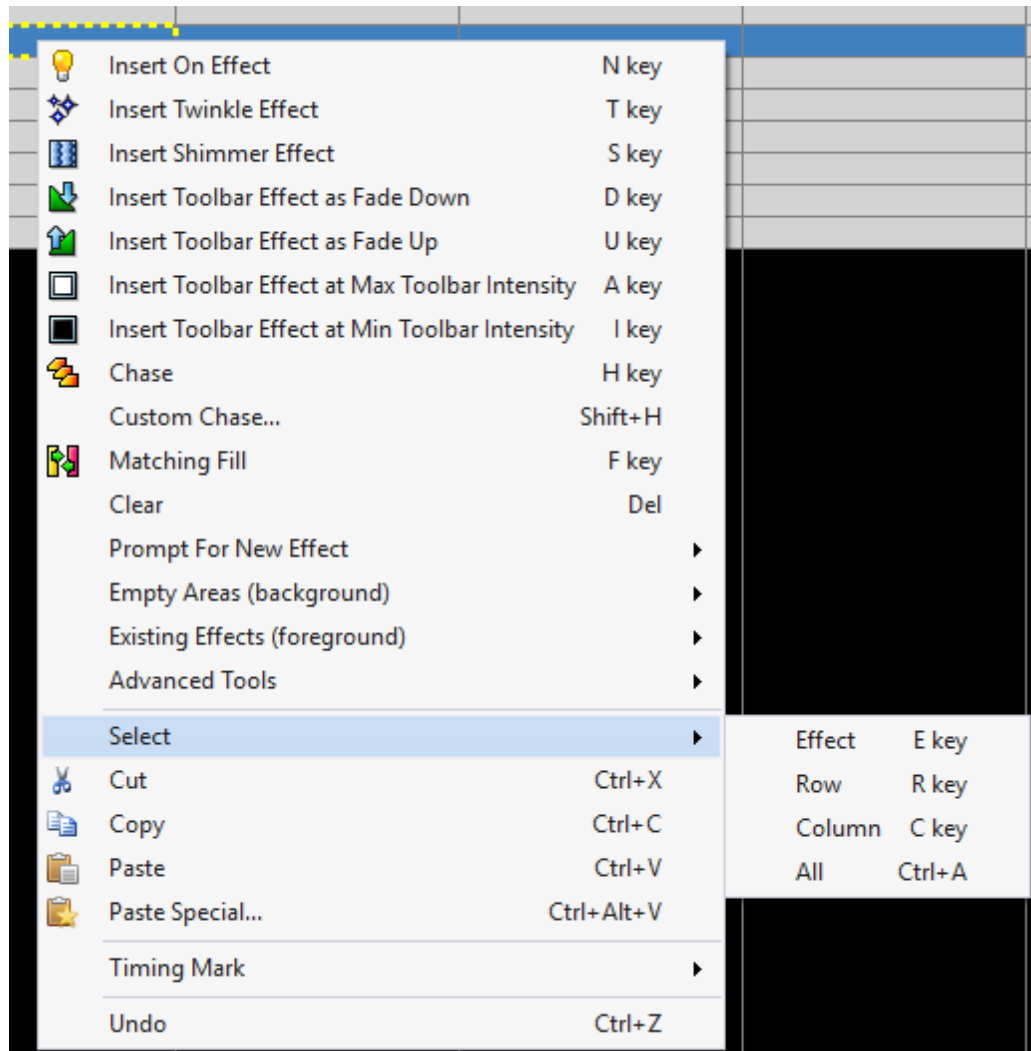 Insert On Effect N key
Insert Twinkle Effect T key
Insert Shimmer Effect S key
Insert Toolbar Effect as Fade Down D key
Insert Toolbar Effect as Fade Up U key
Insert Toolbar Effect at Max Toolbar Intensity A key
Insert Toolbar Effect at Min Toolbar Intensity I key
Chase H key
Custom Chase... Shift+H
Matching Fill F key
Clear Del
Prompt For New Effect
Empty Areas (background)
Existing Effects (foreground)
Advanced Tools
Select
Cut Ctrl+X
Copy Ctrl+C
Paste Ctrl+V
Paste Special... Ctrl+Alt+V
Timing Mark
Undo Ctrl+Z
Effect E key
Row R key
Column C key
All Ctrl+A